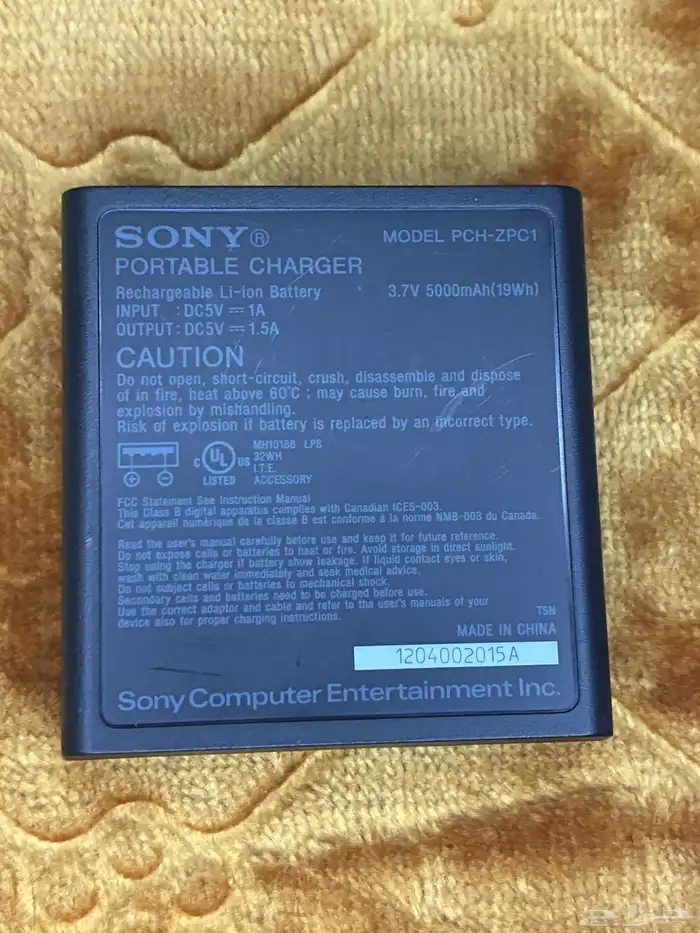 SONY®
MODEL PCH-ZPC1
PORTABLE CHARGER
Rechargeable Li-ion Battery 3.7V 5000mAh(19Wh)
INPUT : DC5V ⎓ 1A
OUTPUT : DC5V ⎓ 1.5A
CAUTION
Do not open, short-circuit, crush, disassemble and dispose
of in fire, heat above 60°C ; may cause burn, fire and
explosion by mishandling.
Risk of explosion if battery is replaced by an incorrect type.
C UL US LISTED
MH10188 LPS
32WH
I.T.E.
ACCESSORY
FCC Statement See Instruction Manual
This Class B digital apparatus complies with Canadian ICES-003.
Cet appareil numérique de la classe B est conforme à la norme NMB-003 du Canada.
Read the user's manual carefully before use and keep it for future reference.
Do not expose cells or batteries to heat or fire. Avoid storage in direct sunlight.
Stop using the charger if battery show leakage. If liquid contact eyes or skin,
wash with clean water immediately and seek medical advice.
Do not subject cells or batteries to mechanical shock.
Secondary cells and batteries need to be charged before use.
Use the correct adaptor and cable and refer to the user's manuals of your
device also for proper charging instructions.
TSN
MADE IN CHINA
1204002015A
Sony Computer Entertainment Inc.
حراج